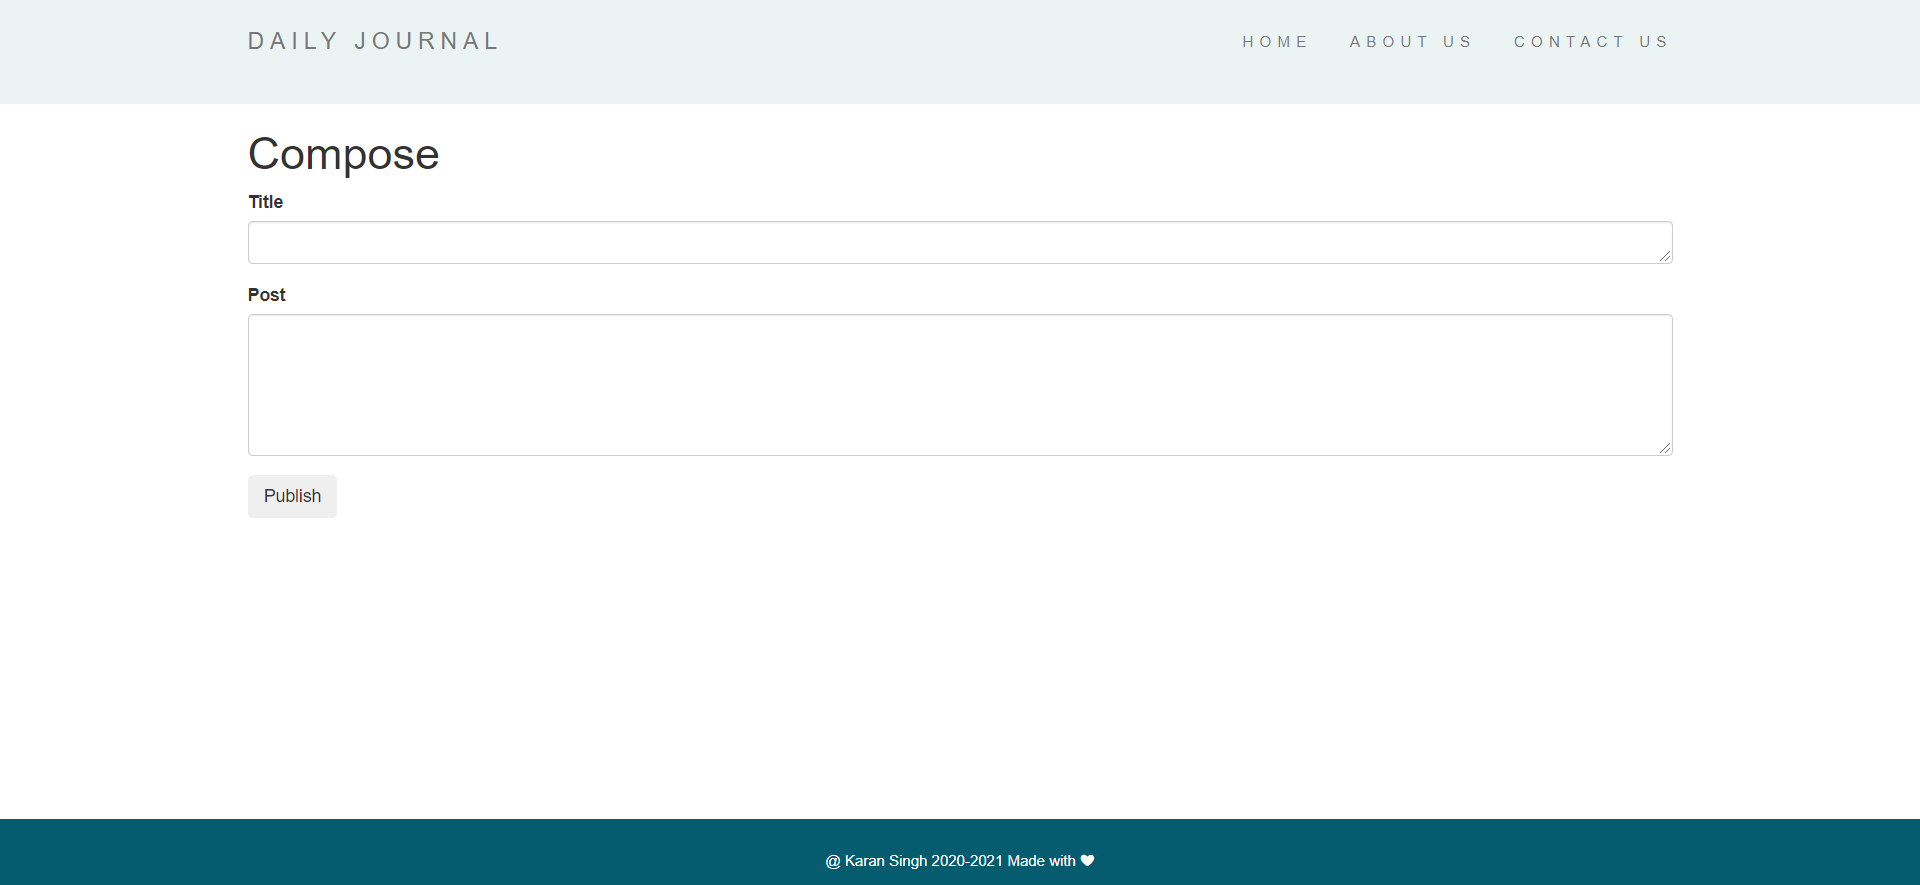 DAILY JOURNAL
HOME ABOUT US CONTACT US
Compose
Title
Post
Publish
@ Karan Singh 2020-2021 Made with